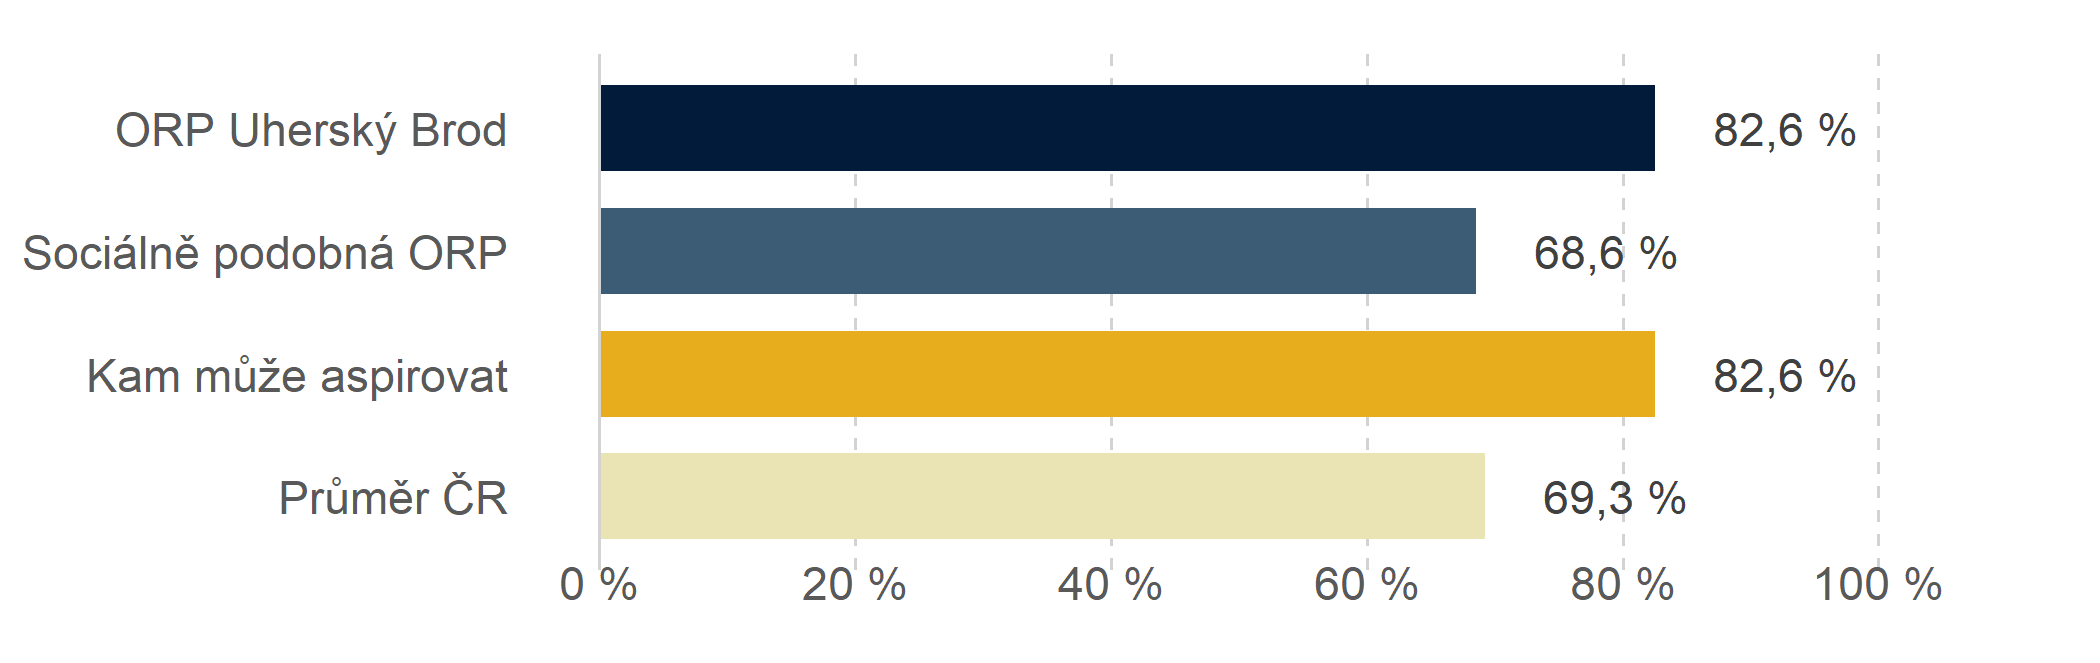 ORP Uherský Brod 82,6 %
Sociálně podobná ORP 68,6 %
Kam může aspirovat 82,6 %
Průměr ČR 69,3 %
0 % 20 % 40 % 60 % 80 % 100 %